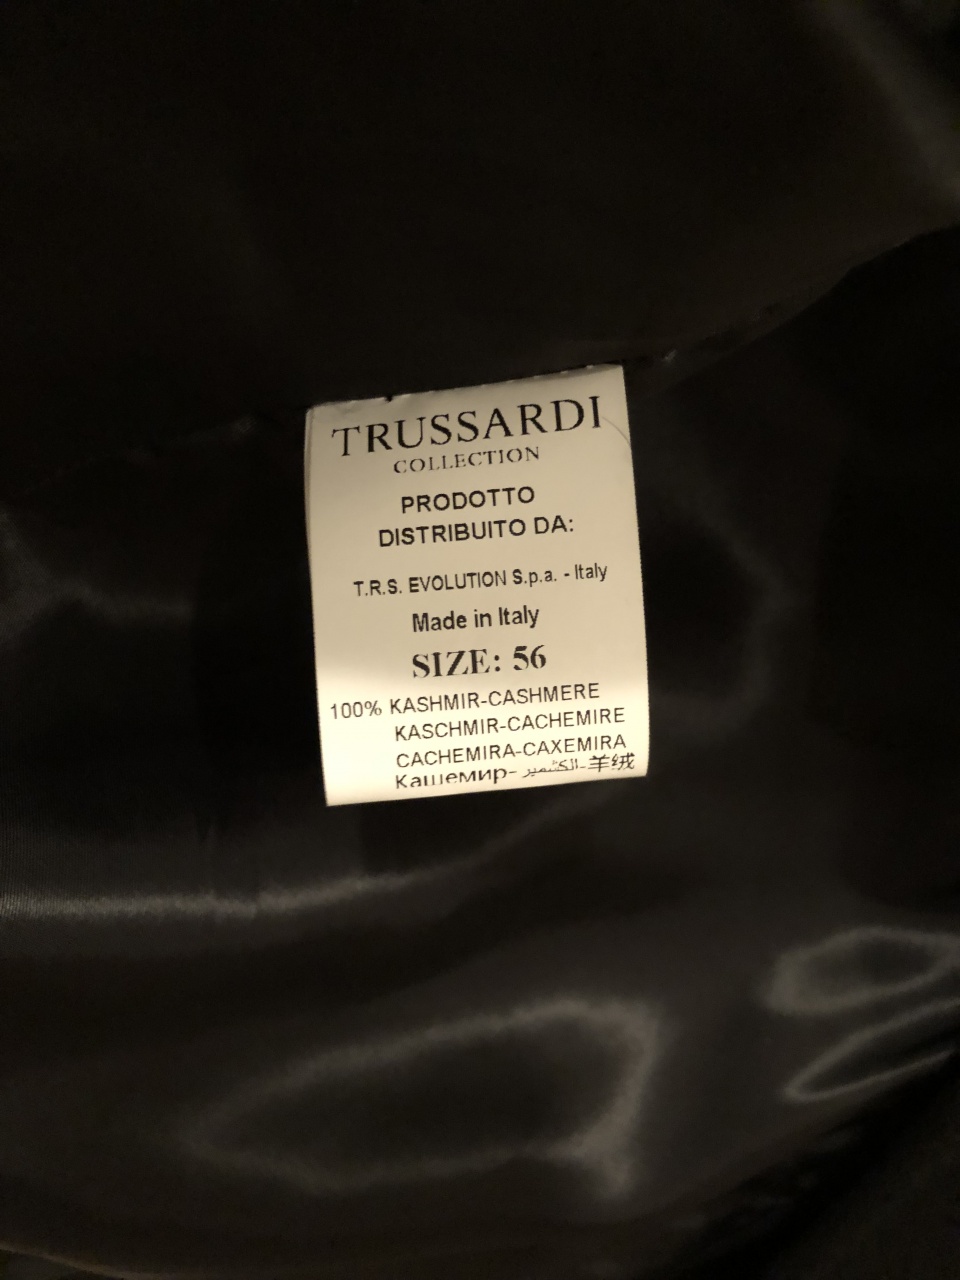 TRUSSARDI
COLLECTION
PRODOTTO
DISTRIBUITO DA:
T.R.S. EVOLUTION S.p.a. - Italy
Made in Italy
SIZE: 56
100% KASHMIR-CASHMERE
KASCHMIR-CACHEMIRE
CACHEMIRA-CAXEMIRA
Кашемир- الكشمير-羊绒